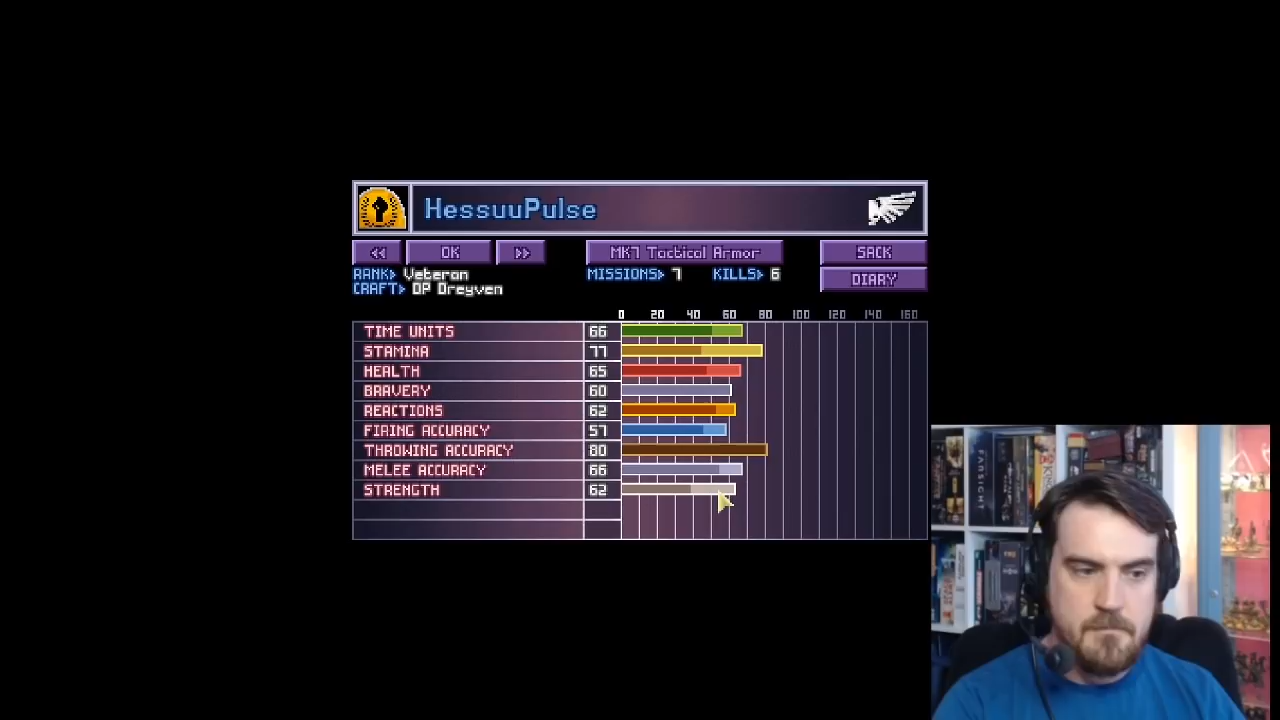 HessuuPulse
<< OK >> MK7 Tactical Armor SACK
RANK> Veteran MISSIONS> 7 KILLS> 6 DIARY
CRAFT> DP Dreyven
0 20 40 60 80 100 120 140 160
TIME UNITS 66
STAMINA 77
HEALTH 65
BRAVERY 60
REACTIONS 62
FIRING ACCURACY 57
THROWING ACCURACY 80
MELEE ACCURACY 66
STRENGTH 62
FARSIGHT